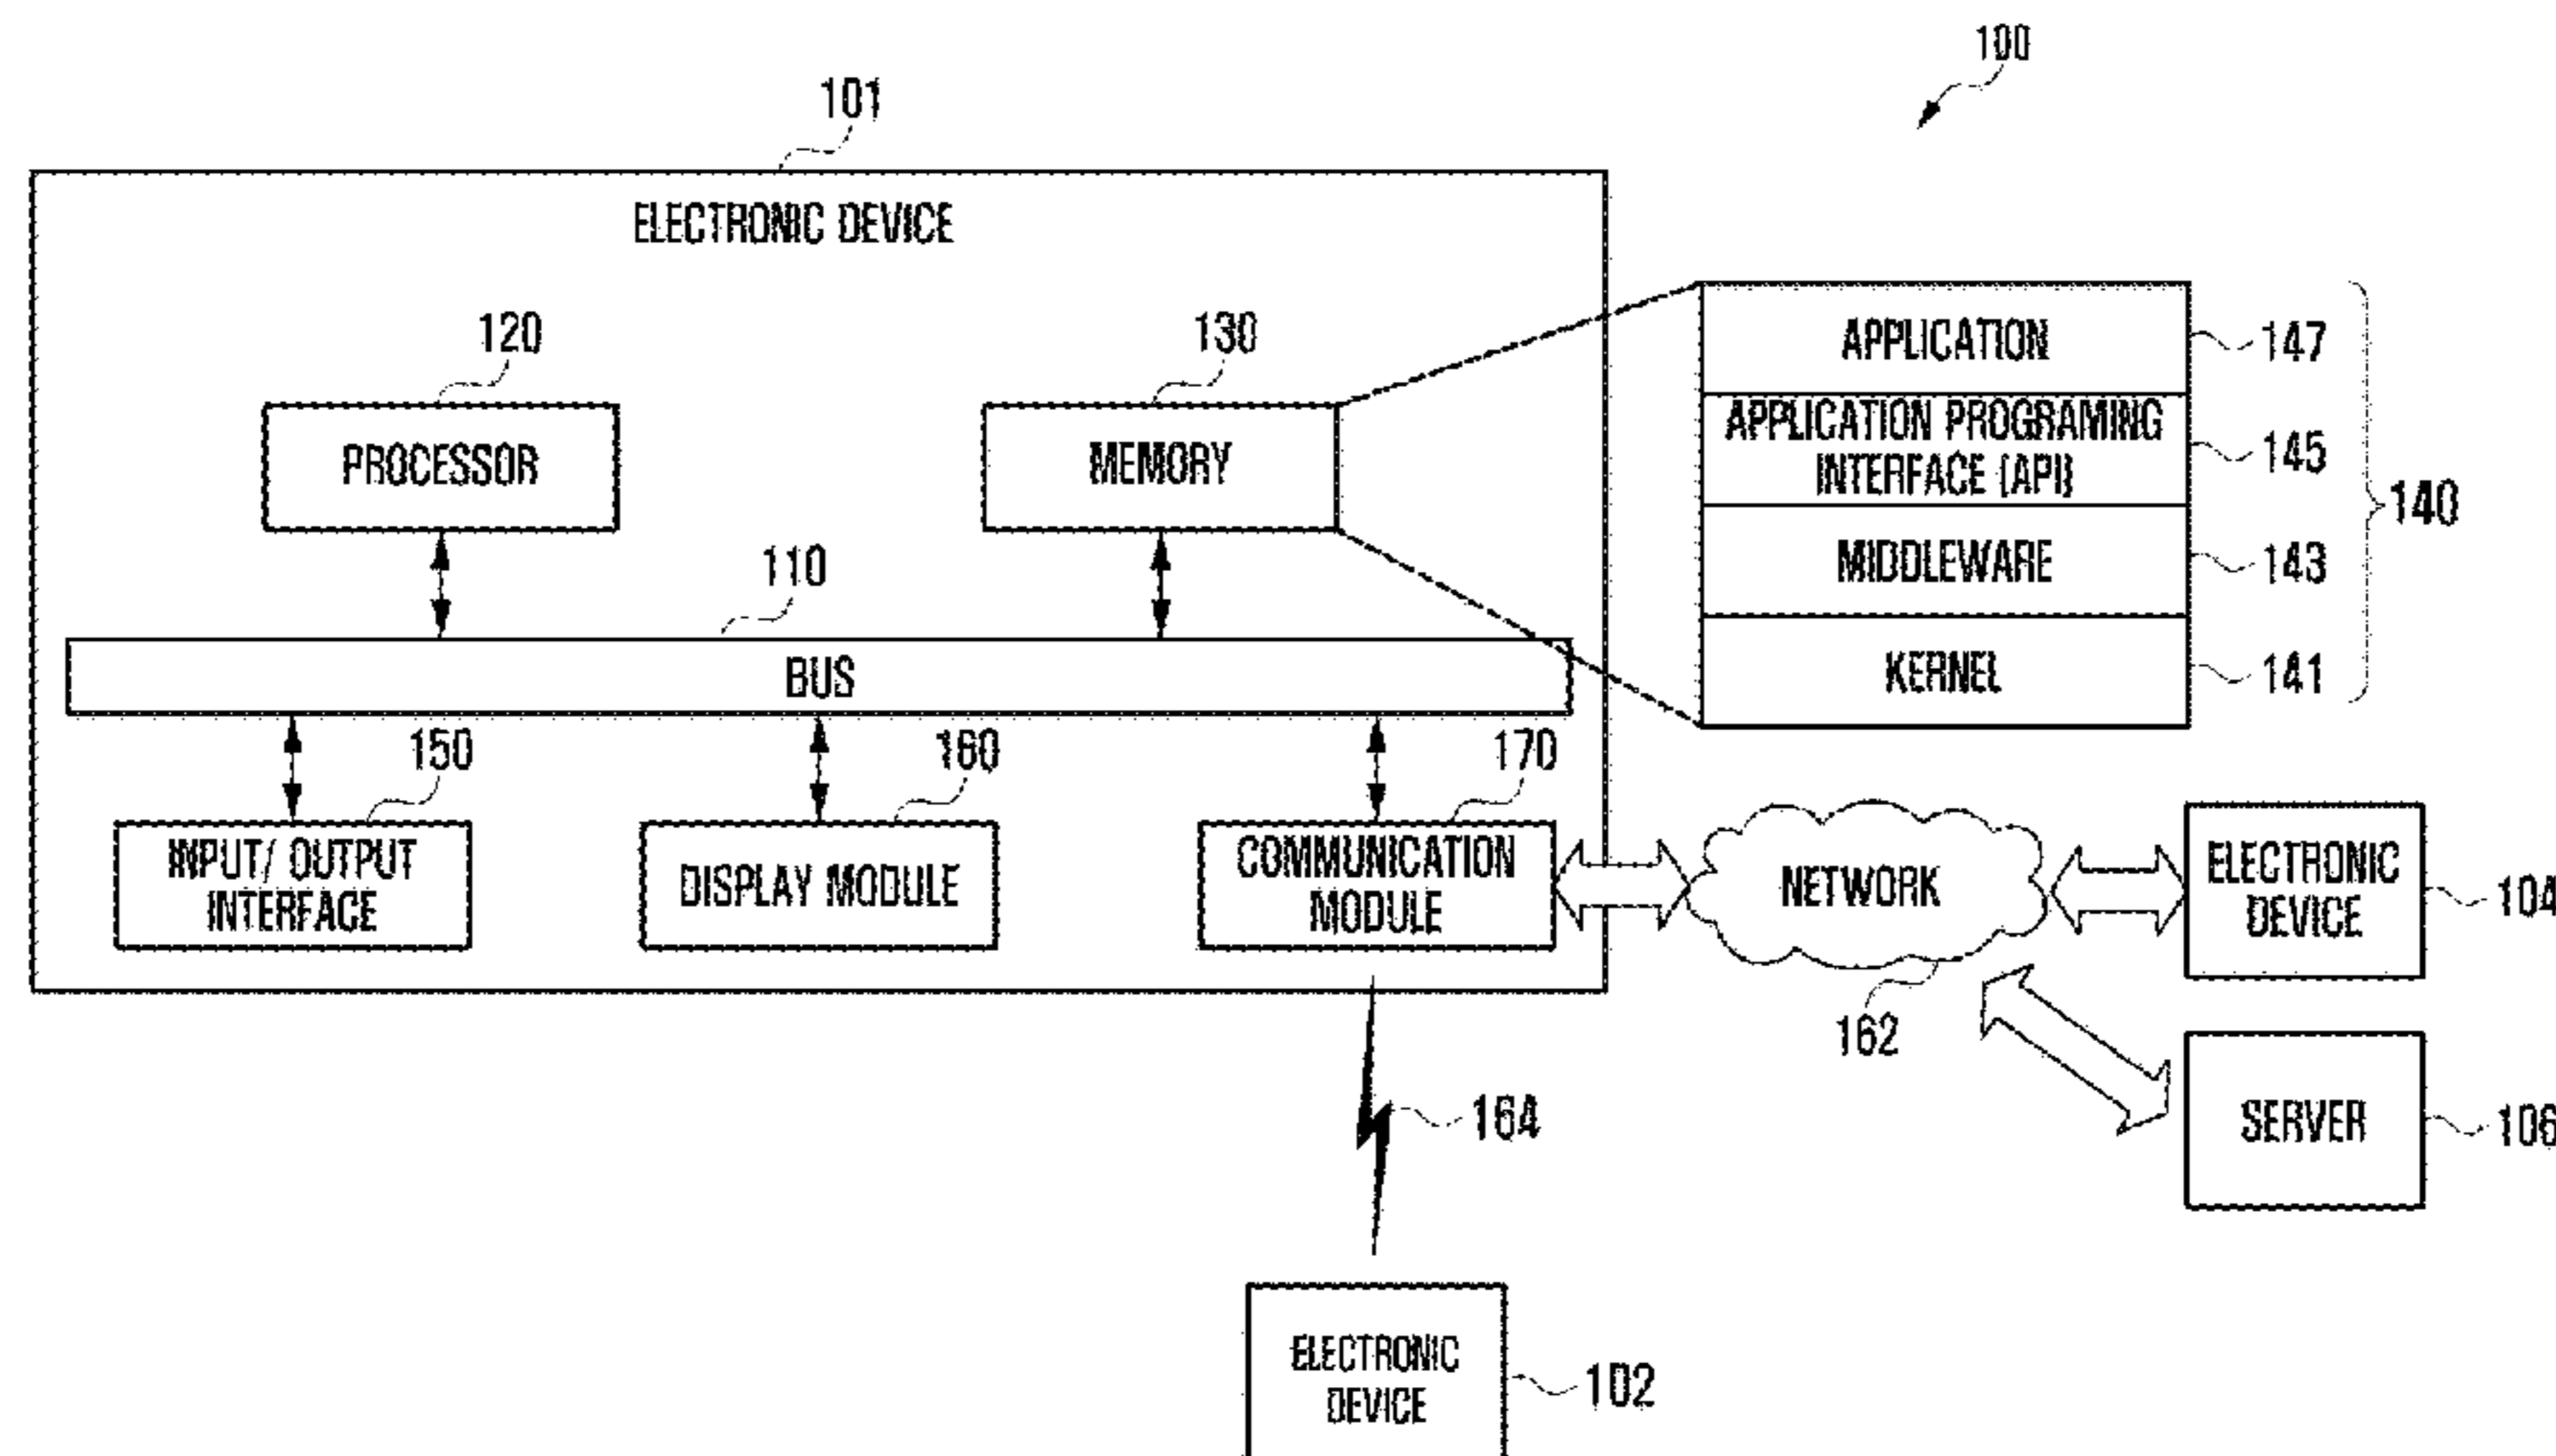 100
101
ELECTRONIC DEVICE
120
130
PROCESSOR
MEMORY
110
BUS
150
160
170
INPUT/ OUTPUT
INTERFACE
DISPLAY MODULE
COMMUNICATION
MODULE
APPLICATION
147
APPLICATION PROGRAMING
INTERFACE (API)
145
MIDDLEWARE
143
KERNEL
141
140
NETWORK
162
ELECTRONIC
DEVICE
104
SERVER
106
164
ELECTRONIC
DEVICE
102